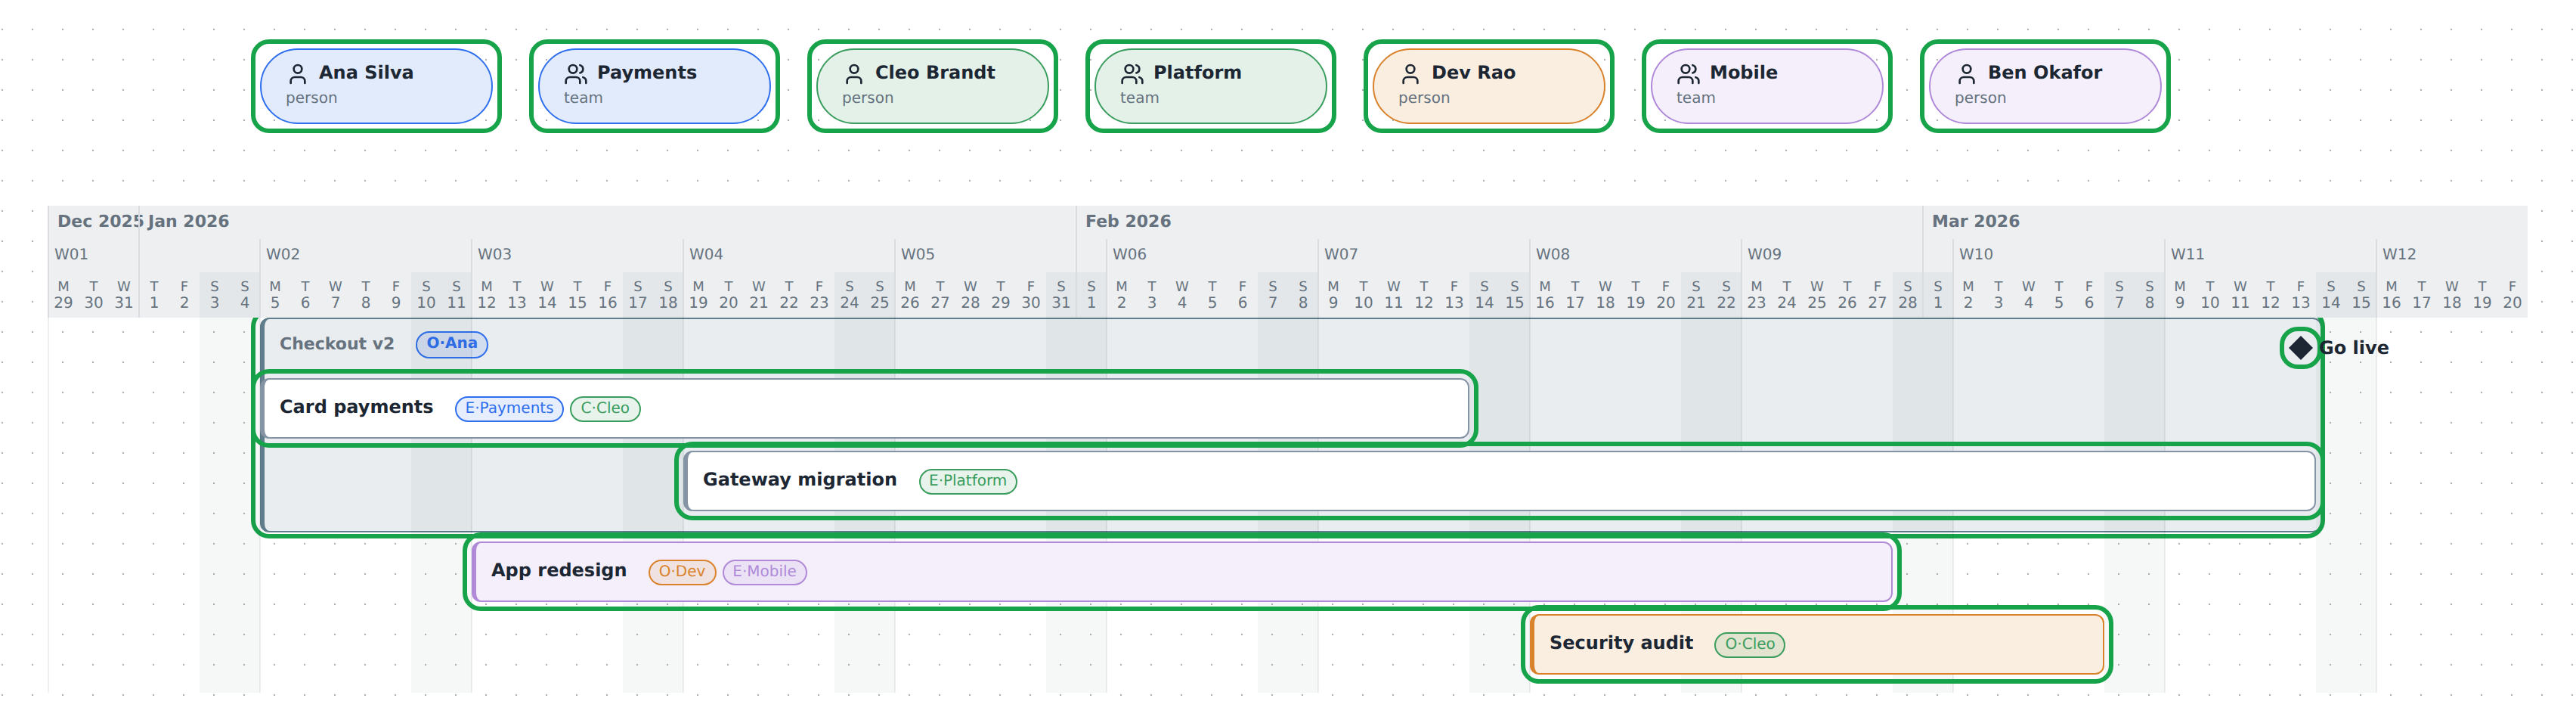 Ana Silva
person
Payments
team
Cleo Brandt
person
Platform
team
Dev Rao
person
Mobile
team
Ben Okafor
person
Dec 2025 Jan 2026 Feb 2026 Mar 2026
W01 W02 W03 W04 W05 W06 W07 W08 W09 W10 W11 W12
M T W T F S S M T W T F S S M T W T F S S M T W T F S S M T W T F S S M T W T F S S M T W T F S S M T W T F S S M T W T F S S M T W T F S S M T W T F S S M T W T F
29 30 31 1 2 3 4 5 6 7 8 9 10 11 12 13 14 15 16 17 18 19 20 21 22 23 24 25 26 27 28 29 30 31 1 2 3 4 5 6 7 8 9 10 11 12 13 14 15 16 17 18 19 20 21 22 23 24 25 26 27 28 1 2 3 4 5 6 7 8 9 10 11 12 13 14 15 16 17 18 19 20
Checkout v2 O·Ana Go live
Card payments E·Payments C·Cleo
Gateway migration E·Platform
App redesign O·Dev E·Mobile
Security audit O·Cleo